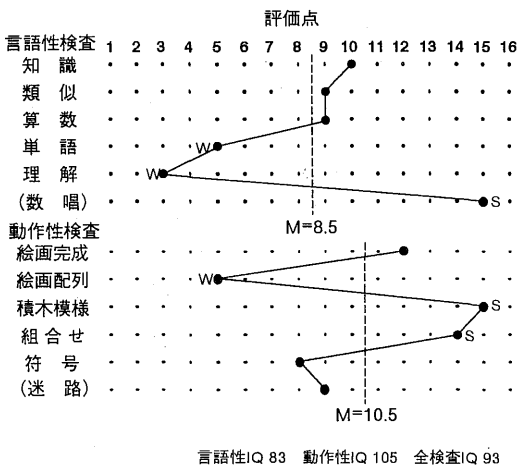 評価点
言語性検査 1 2 3 4 5 6 7 8 9 10 11 12 13 14 15 16
知 識
類 似
算 数
単 語 W
理 解 W
(数 唱) S
M=8.5
動作性検査
絵画完成
絵画配列 W
積木模様 S
組合せ S
符 号
(迷 路)
M=10.5
言語性IQ 83 動作性IQ 105 全検査IQ 93